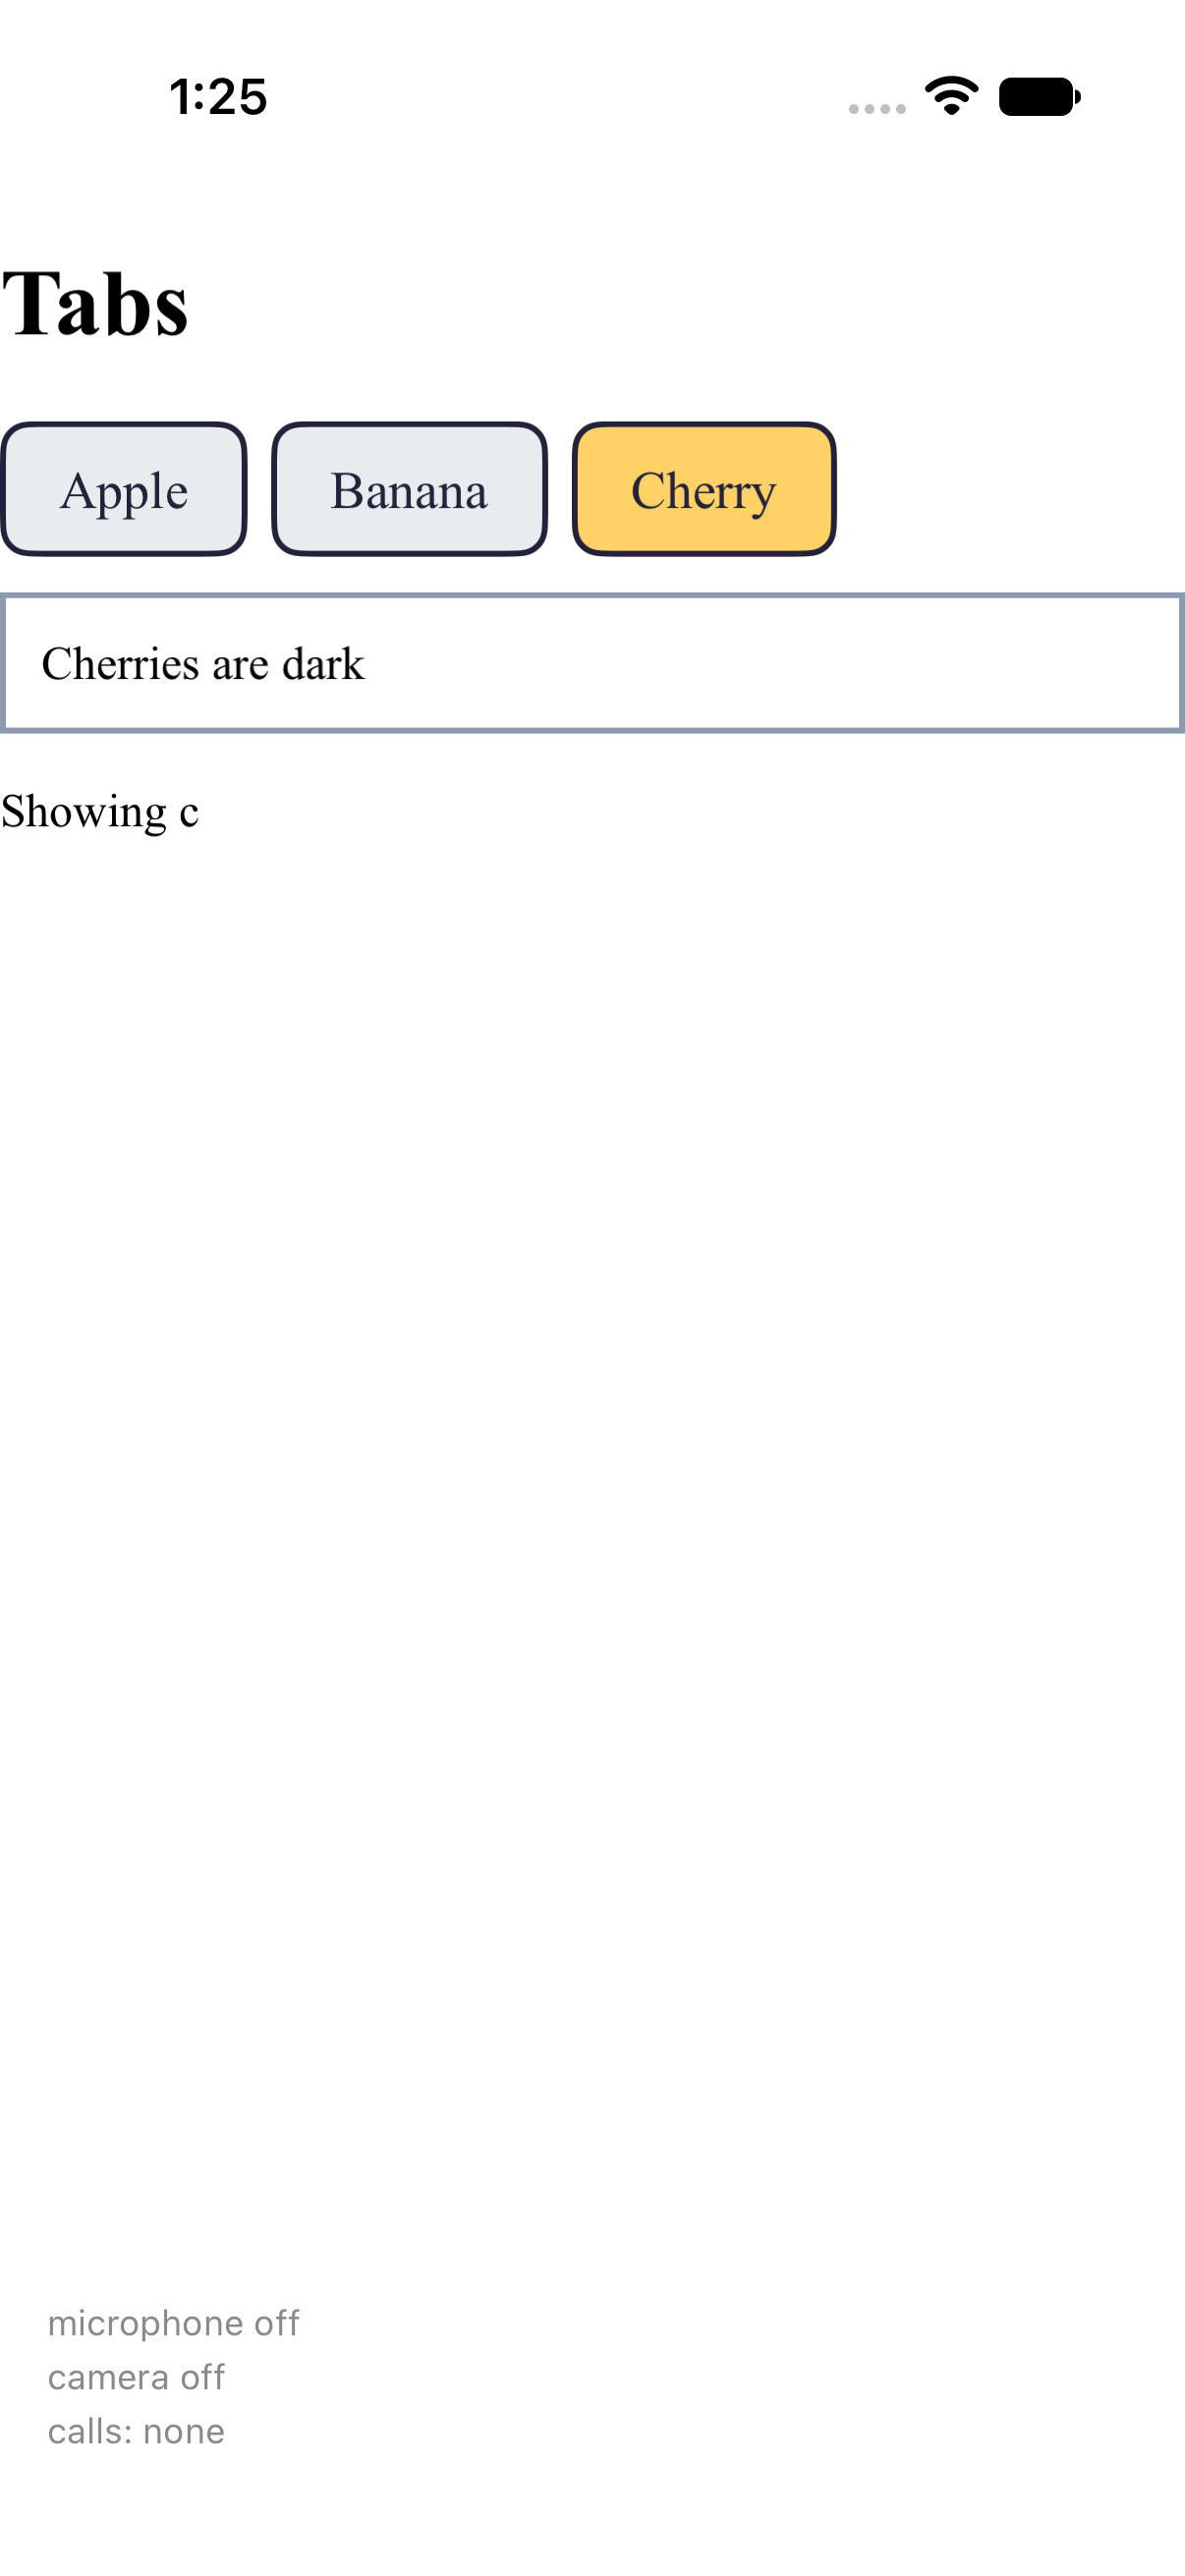 1:25
Tabs
Apple Banana Cherry
Cherries are dark
Showing c
microphone off
camera off
calls: none